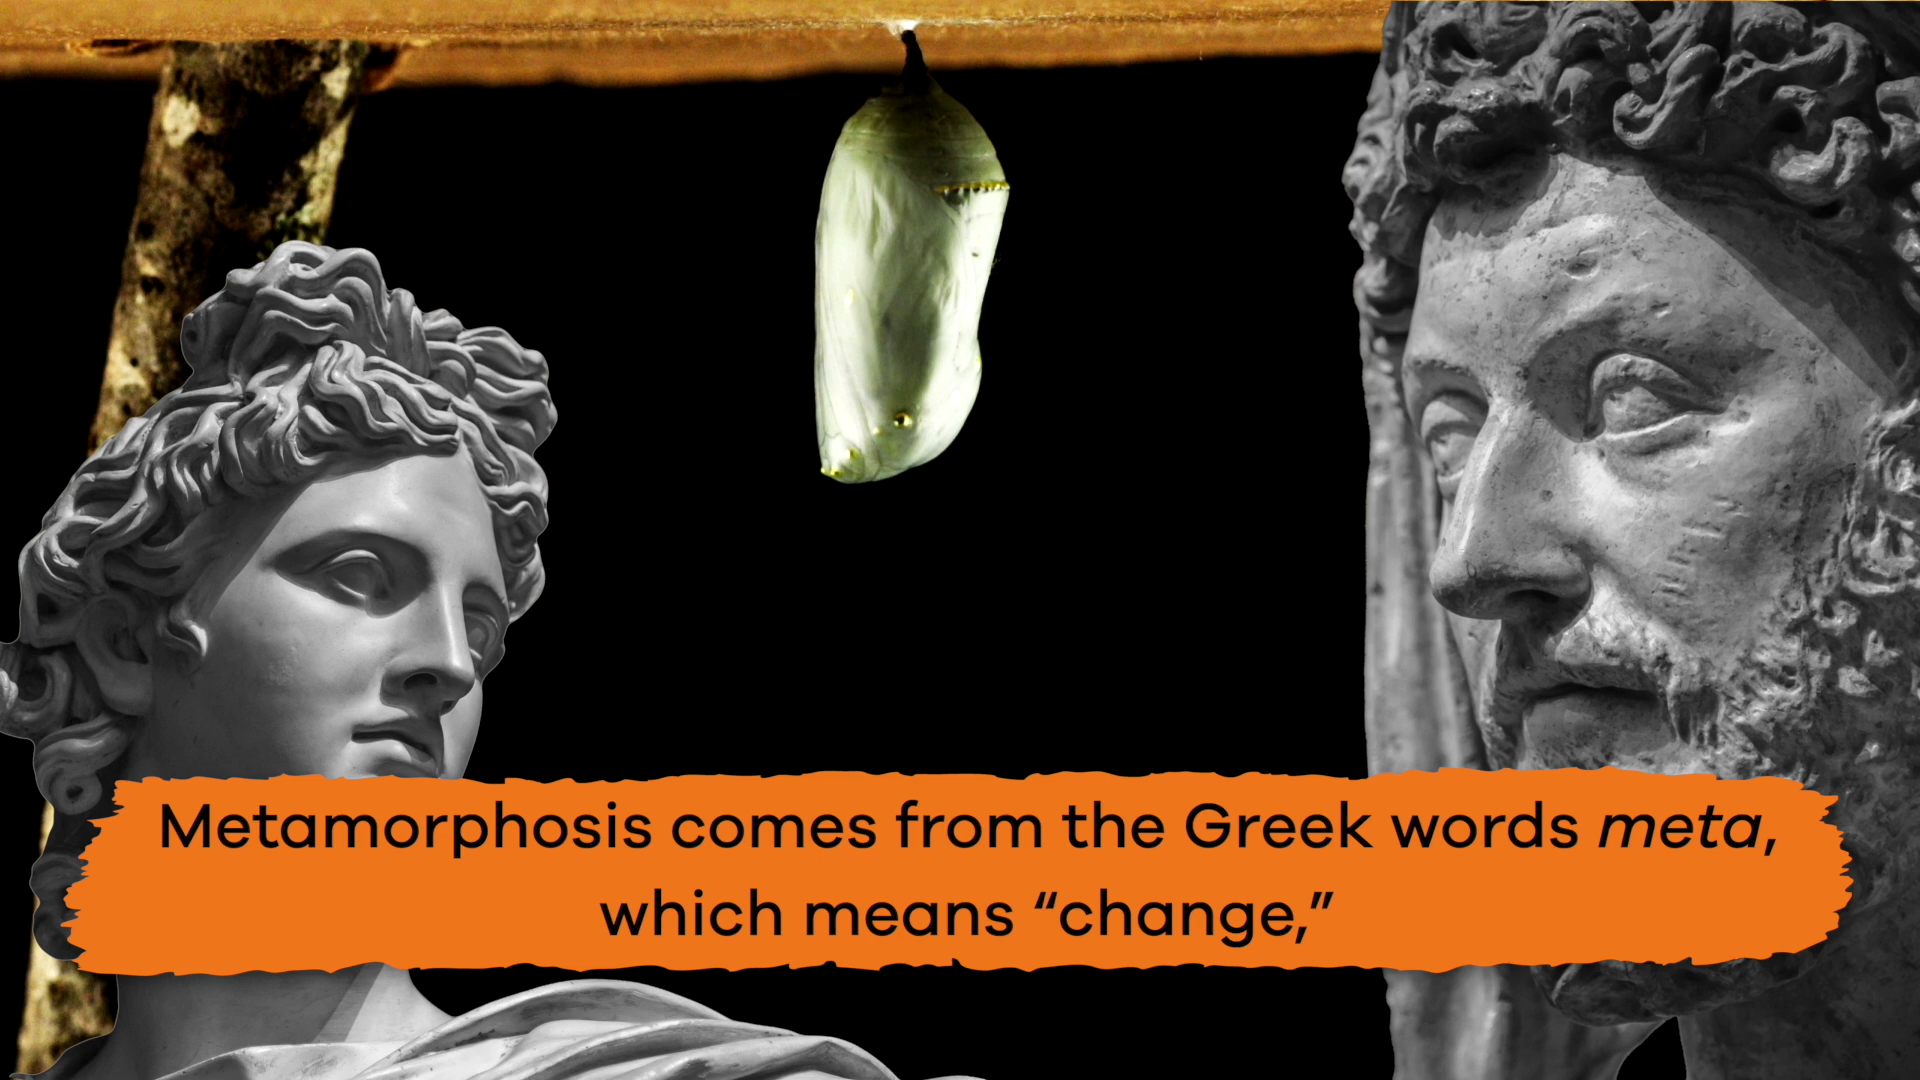 Metamorphosis comes from the Greek words meta,
which means “change,”